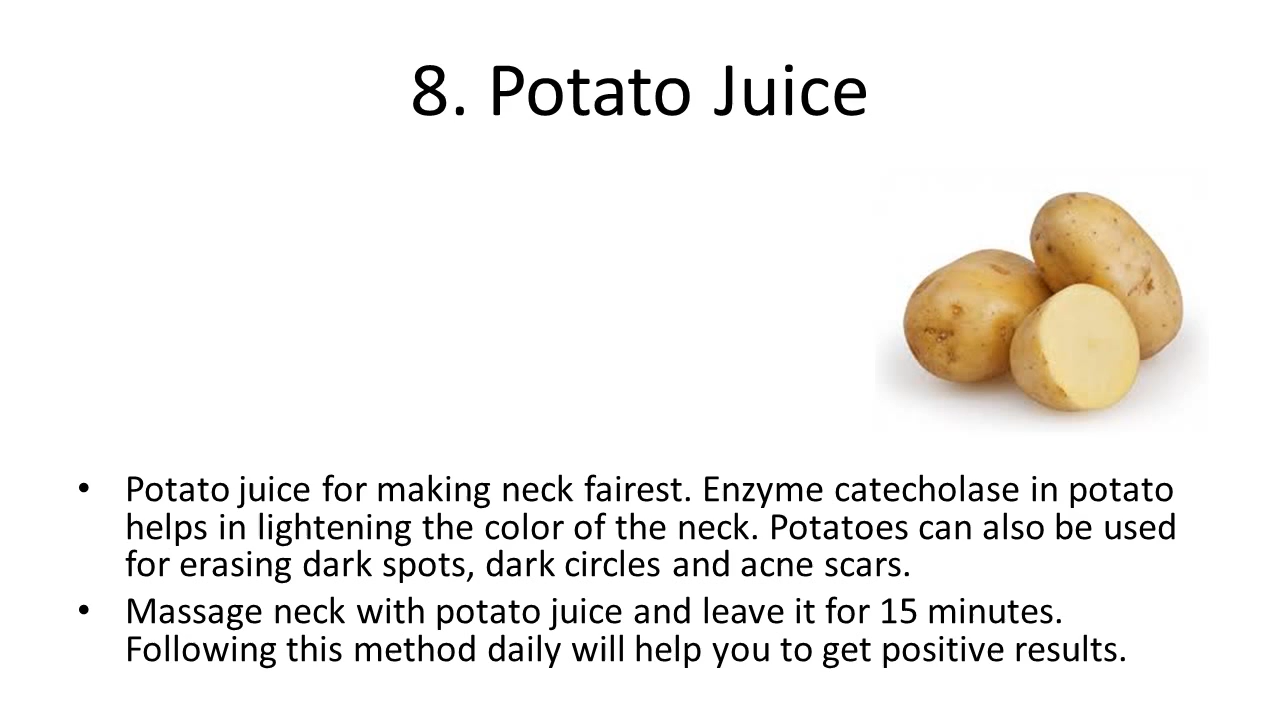 8. Potato Juice
• Potato juice for making neck fairest. Enzyme catecholase in potato
helps in lightening the color of the neck. Potatoes can also be used
for erasing dark spots, dark circles and acne scars.
• Massage neck with potato juice and leave it for 15 minutes.
Following this method daily will help you to get positive results.